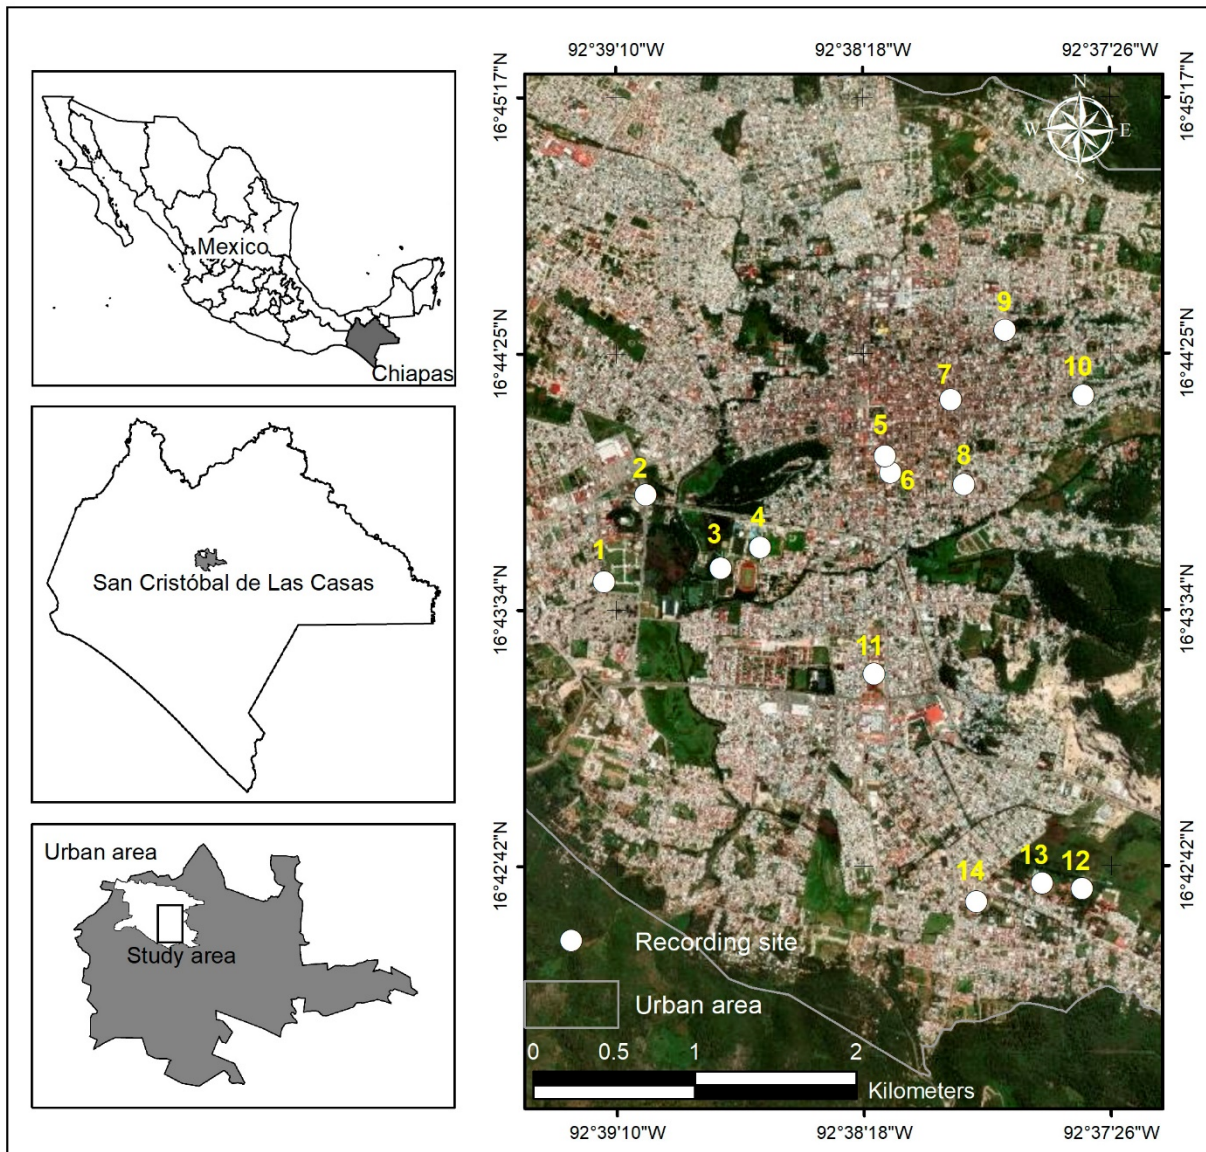 Mexico
Chiapas
San Cristóbal de Las Casas
Urban area
Study area
92°39'10"W
92°38'18"W
92°37'26"W
16°45'17"N
16°45'17"N
N
W
E
S
9
16°44'25"N
16°44'25"N
10
7
5
8
2
6
4
3
1
16°43'34"N
16°43'34"N
11
16°42'42"N
16°42'42"N
13
12
14
Recording site
Urban area
0
0.5
1
2
Kilometers
92°39'10"W
92°38'18"W
92°37'26"W